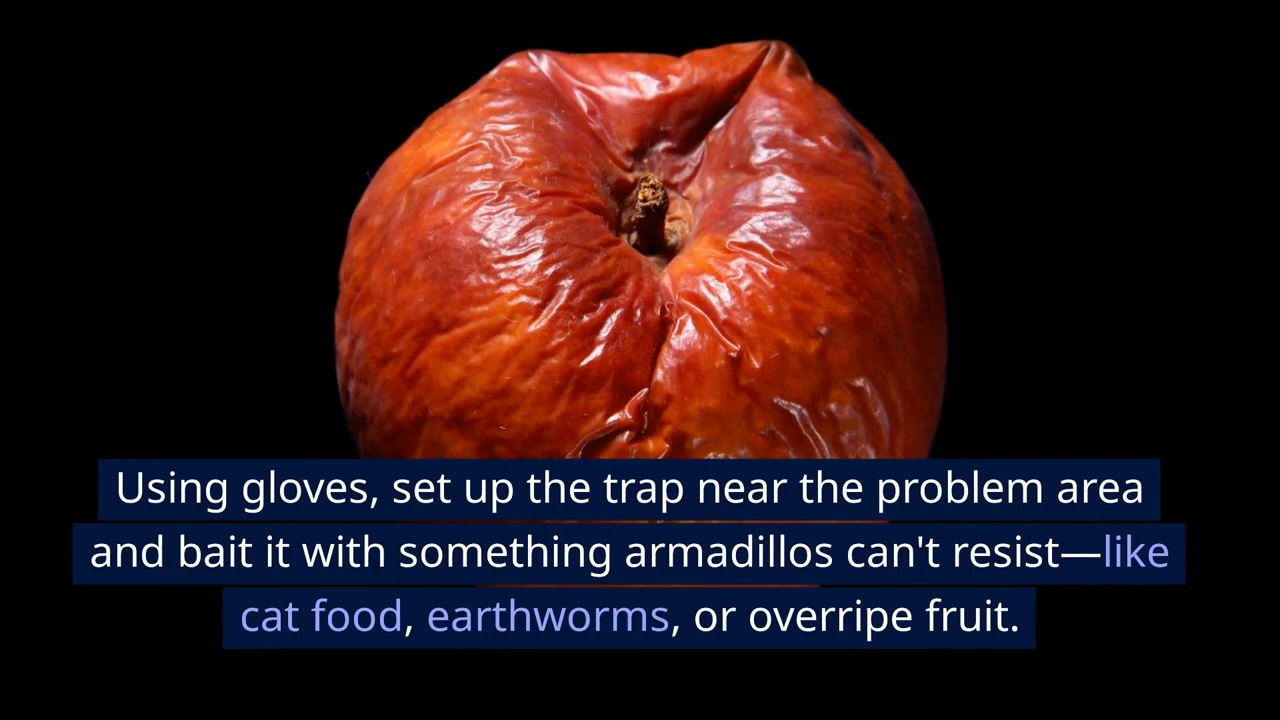 Using gloves, set up the trap near the problem area
and bait it with something armadillos can't resist—like
cat food, earthworms, or overripe fruit.